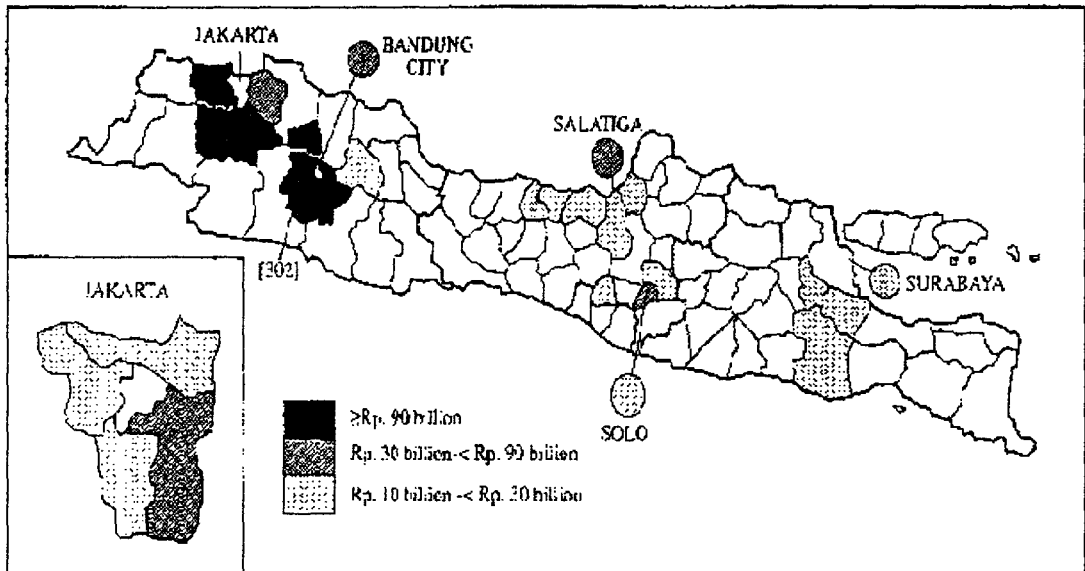 JAKARTA
BANDUNG
CITY
SALATIGA
[302]
JAKARTA
SURABAYA
SOLO
≥Rp. 90 billion
Rp. 30 billion -< Rp. 90 billion
Rp. 10 billion -< Rp. 30 billion